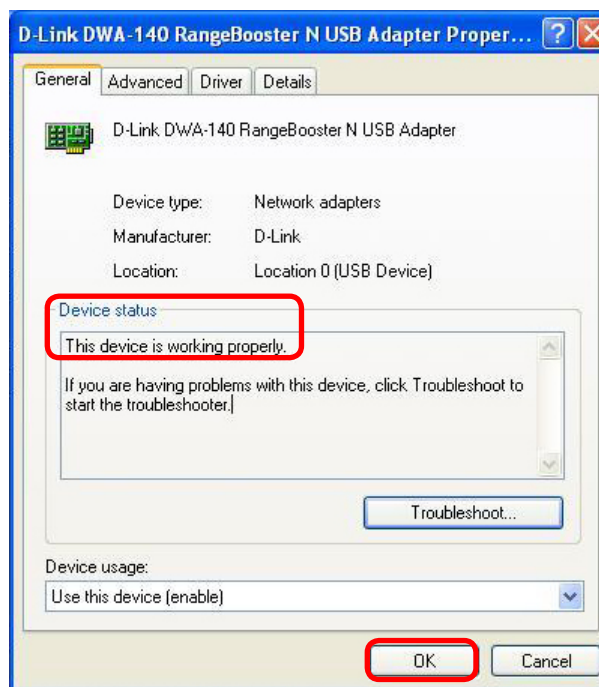 D-Link DWA-140 RangeBooster N USB Adapter Proper...
General Advanced Driver Details
D-Link DWA-140 RangeBooster N USB Adapter
Device type: Network adapters
Manufacturer: D-Link
Location: Location 0 (USB Device)
Device status
This device is working properly.
If you are having problems with this device, click Troubleshoot to
start the troubleshooter.
Troubleshoot...
Device usage:
Use this device (enable)
OK Cancel